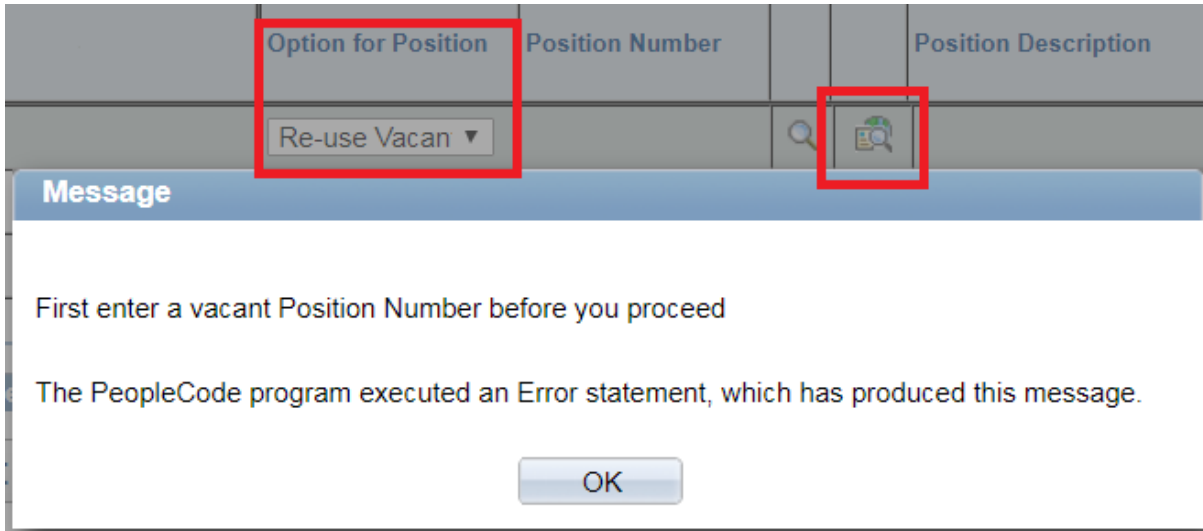 Option for Position Position Number Position Description
Re-use Vacan
Message
First enter a vacant Position Number before you proceed
The PeopleCode program executed an Error statement, which has produced this message.
OK